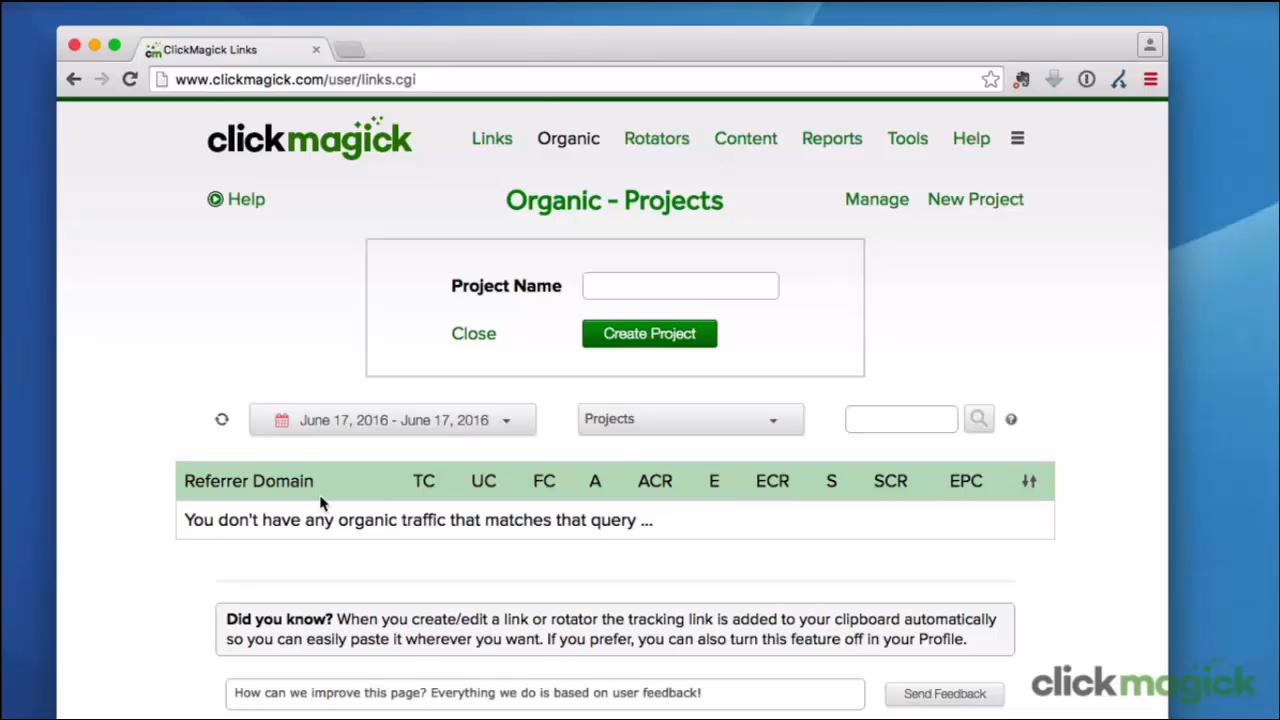 ClickMagick Links
www.clickmagick.com/user/links.cgi
clickmagick
Links Organic Rotators Content Reports Tools Help
Help
Organic - Projects
Manage New Project
Project Name
Close Create Project
June 17, 2016 - June 17, 2016 Projects
Referrer Domain TC UC FC A ACR E ECR S SCR EPC
You don't have any organic traffic that matches that query ...
Did you know? When you create/edit a link or rotator the tracking link is added to your clipboard automatically
so you can easily paste it wherever you want. If you prefer, you can also turn this feature off in your Profile.
How can we improve this page? Everything we do is based on user feedback! Send Feedback
clickmagick